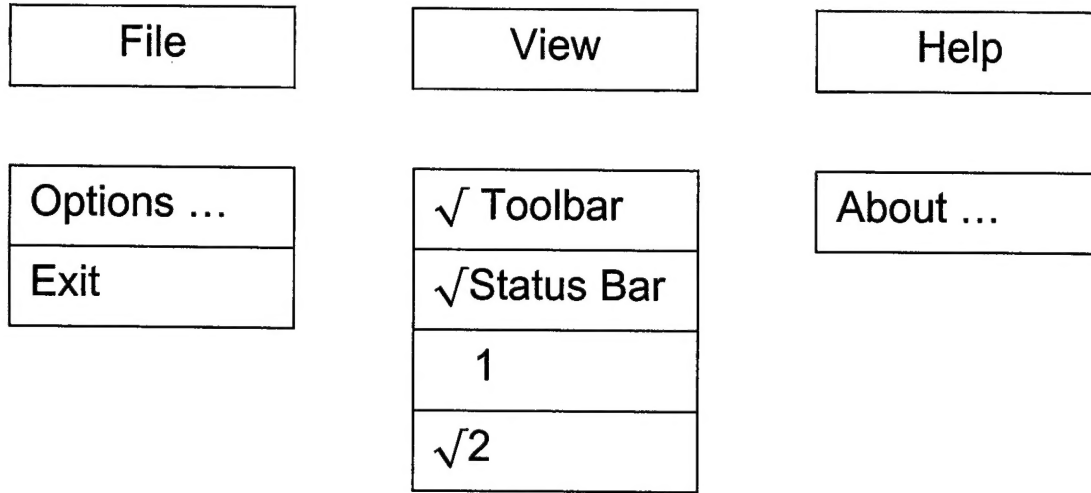 File
View
Help
Options ...
Exit
√ Toolbar
√Status Bar
1
√2
About ...